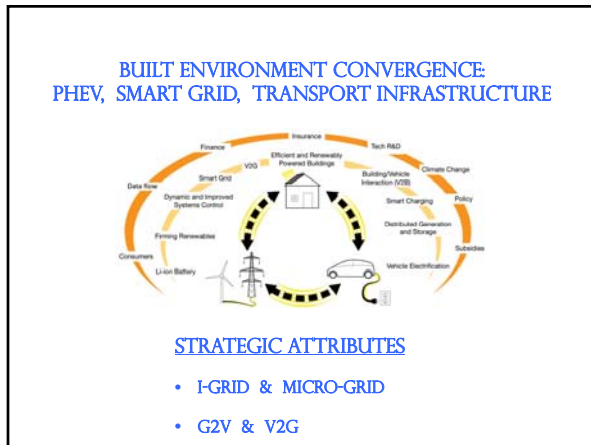 BUILT ENVIRONMENT CONVERGENCE:
PHEV, SMART GRID, TRANSPORT INFRASTRUCTURE
Insurance
Finance
Tech R&D
Efficient and Renewably
Powered Buildings
V2G
Climate Change
Building/Vehicle
Interaction (V2B)
Smart Grid
Data flow
Policy
Dynamic and Improved
Systems Control
Smart Charging
Distributed Generation
and Storage
Firming Renewables
Subsidies
Consumers
Vehicle Electrification
Li-ion Battery
STRATEGIC ATTRIBUTES
• I-GRID & MICRO-GRID
• G2V & V2G